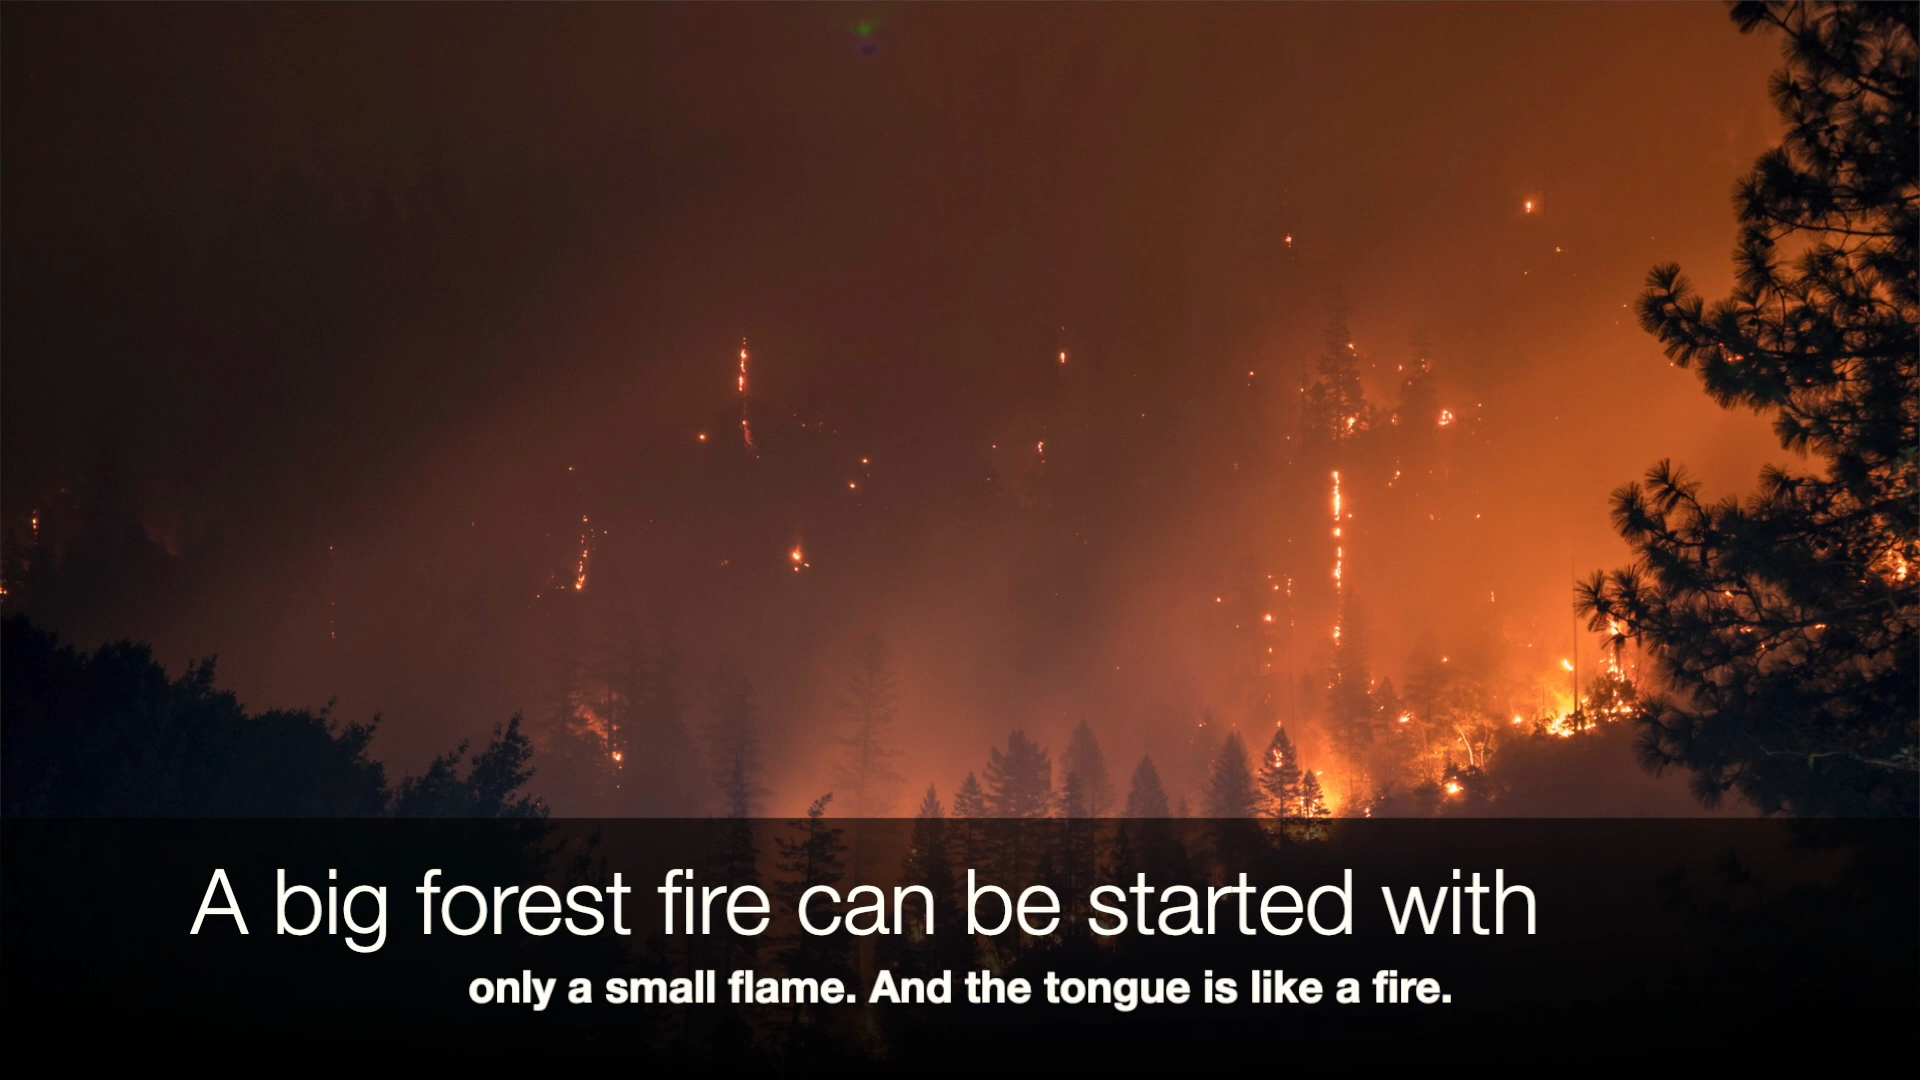 A big forest fire can be started with
only a small flame. And the tongue is like a fire.